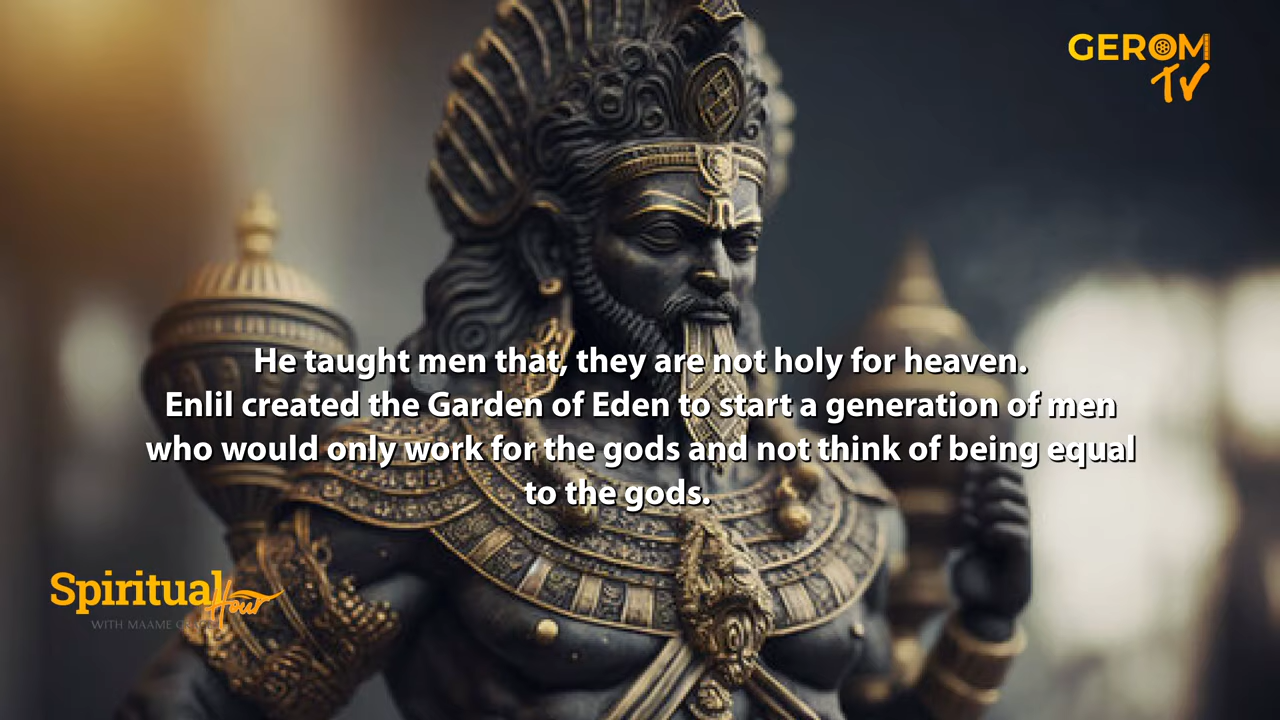 GEROM
TV
He taught men that, they are not holy for heaven.
Enlil created the Garden of Eden to start a generation of men
who would only work for the gods and not think of being equal
to the gods.
Spiritual
Hour
WITH MAAME